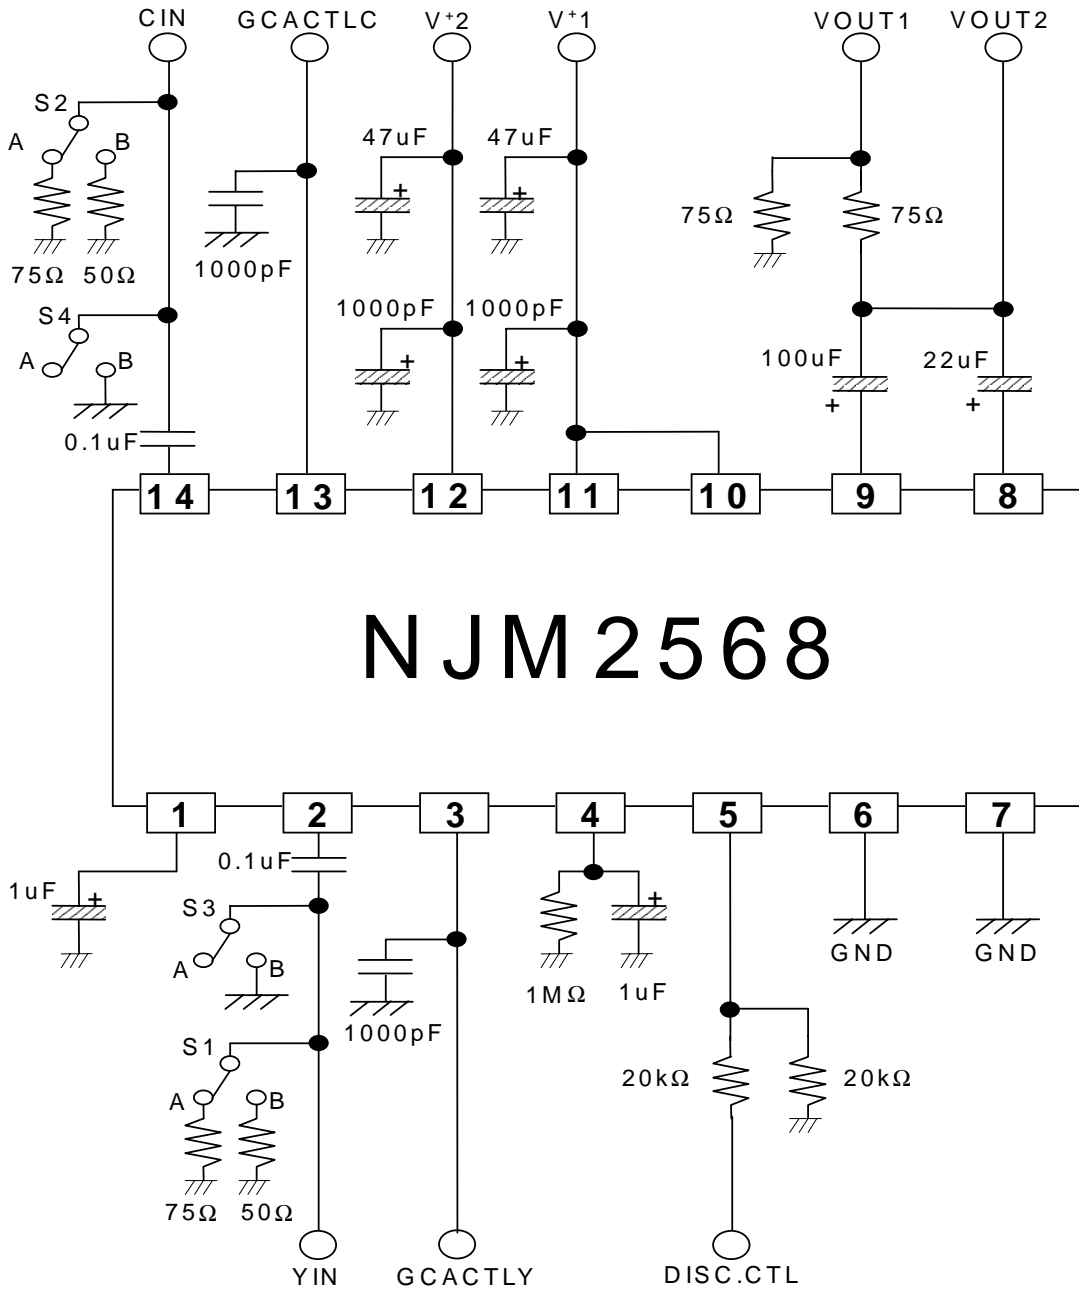 CIN GCACTLC V+2 V+1 VOUT1 VOUT2
S2
A B
47uF 47uF
+ +
75Ω 75Ω
75Ω 50Ω
1000pF
S4
A B
1000pF 1000pF
+ +
100uF 22uF
+ +
0.1uF
14 13 12 11 10 9 8
NJM2568
1 2 3 4 5 6 7
0.1uF
1uF +
S3
A B
+
1MΩ 1uF
GND GND
1000pF
S1
A B
20kΩ 20kΩ
75Ω 50Ω
YIN GCACTLY DISC.CTL